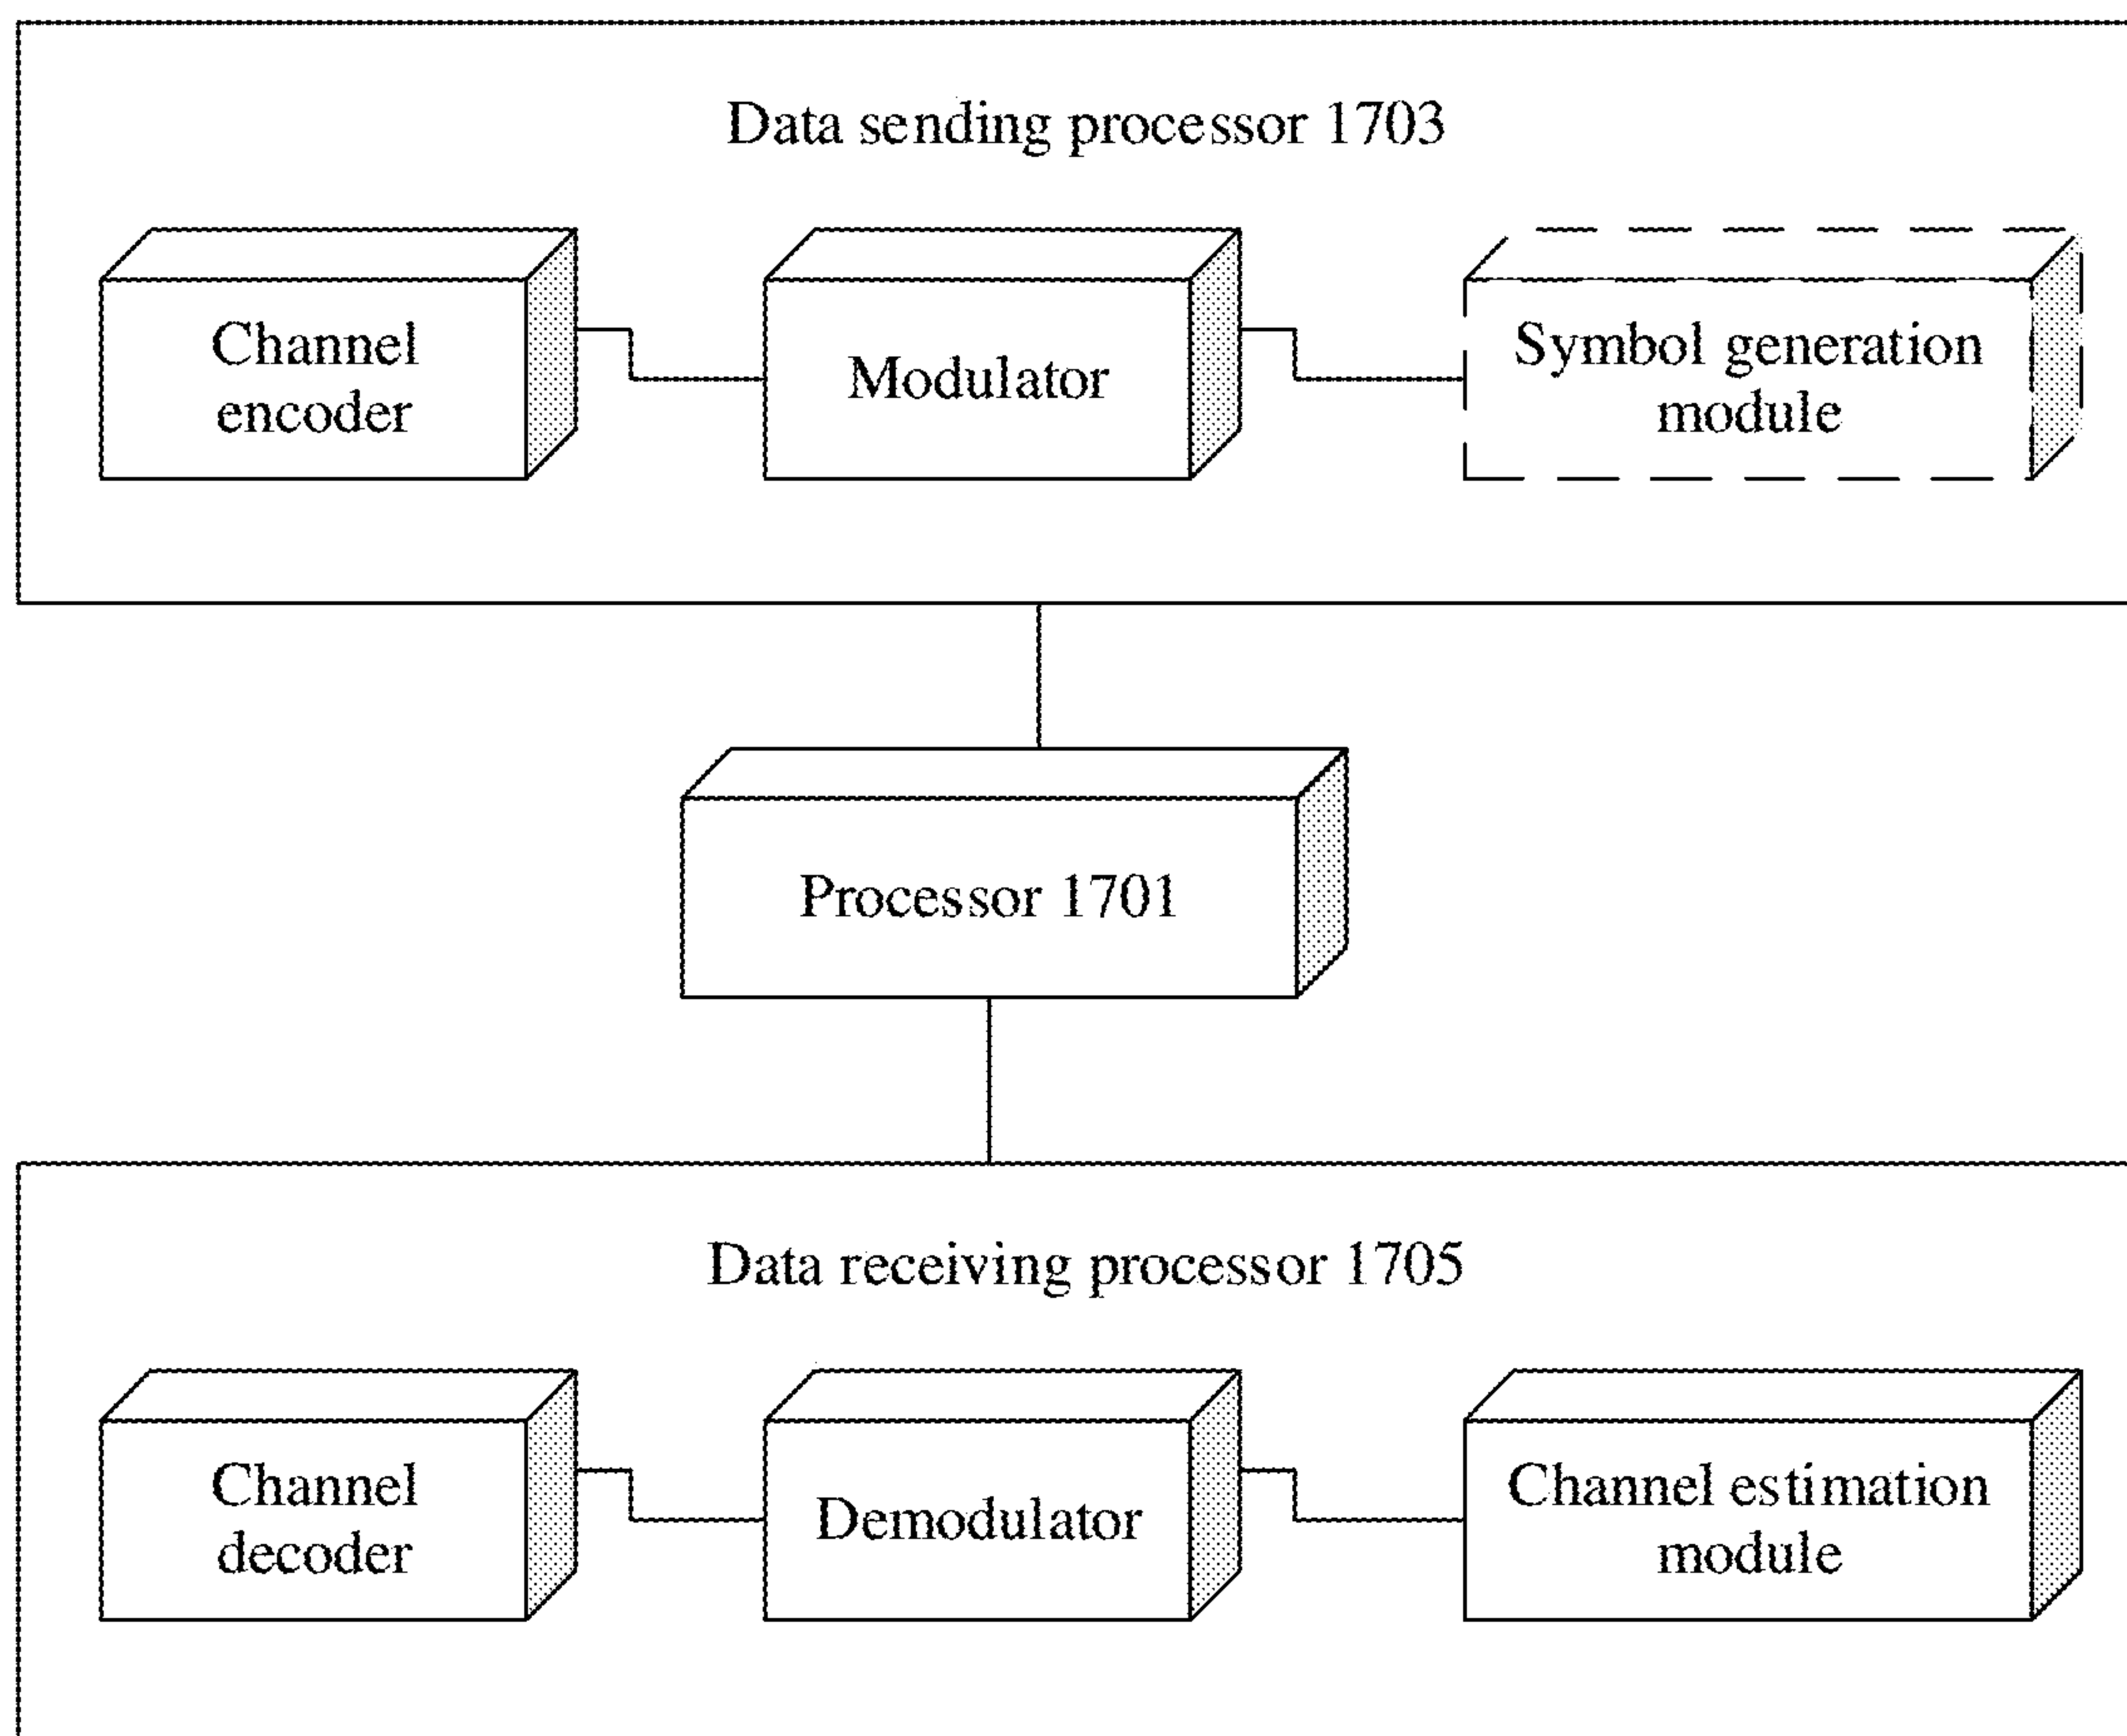 Data sending processor 1703
Channel
encoder
Modulator
Symbol generation
module
Processor 1701
Data receiving processor 1705
Channel
decoder
Demodulator
Channel estimation
module